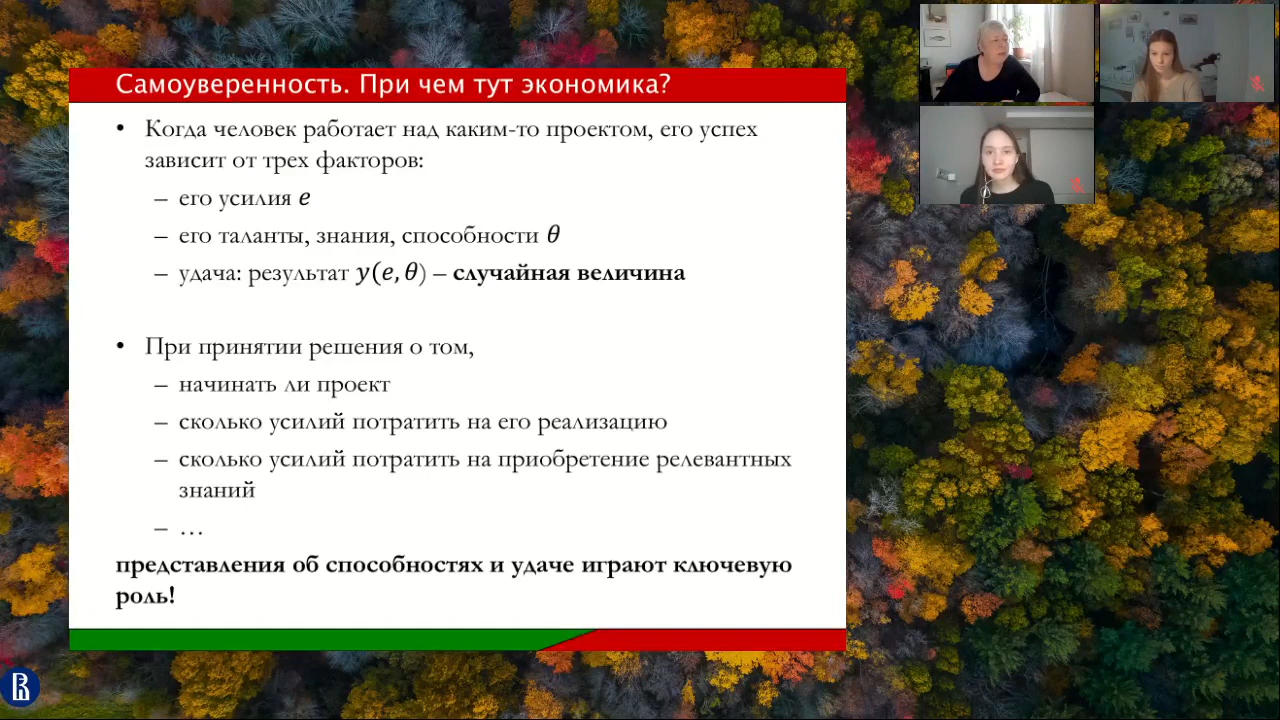 Самоуверенность. При чем тут экономика?
• Когда человек работает над каким-то проектом, его успех
зависит от трех факторов:
– его усилия e
– его таланты, знания, способности θ
– удача: результат y(e, θ) – случайная величина
• При принятии решения о том,
– начинать ли проект
– сколько усилий потратить на его реализацию
– сколько усилий потратить на приобретение релевантных
знаний
– …
представления об способностях и удаче играют ключевую
роль!